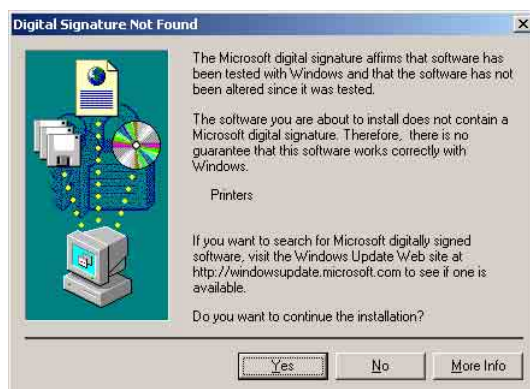 Digital Signature Not Found
The Microsoft digital signature affirms that software has
been tested with Windows and that the software has not
been altered since it was tested.
The software you are about to install does not contain a
Microsoft digital signature. Therefore, there is no
guarantee that this software works correctly with
Windows.
Printers
If you want to search for Microsoft digitally signed
software, visit the Windows Update Web site at
http://windowsupdate.microsoft.com to see if one is
available.
Do you want to continue the installation?
Yes No More Info